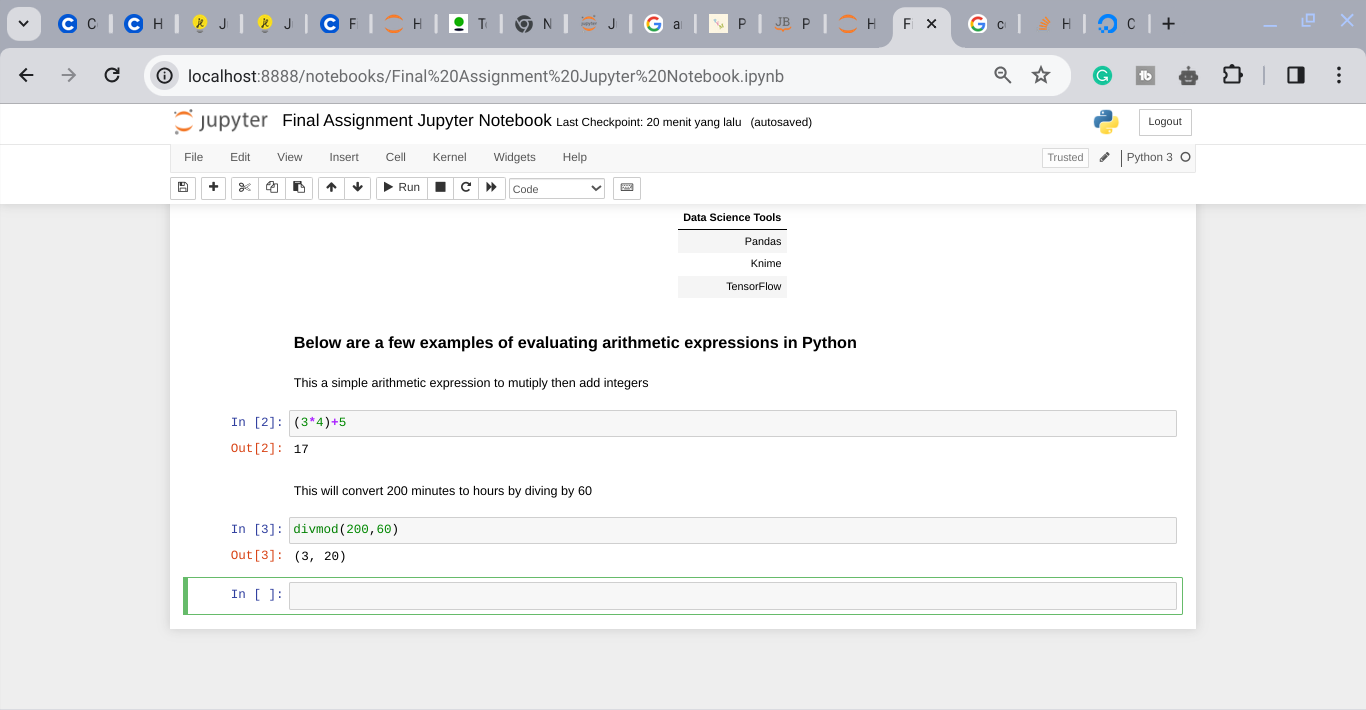 C
H
J
J
C
F
H
T
N
J
G
a
P
JB
P
H
F
G
c
H
C
localhost:8888/notebooks/Final%20Assignment%20Jupyter%20Notebook.ipynb
G
1b
jupyter
Final Assignment Jupyter Notebook Last Checkpoint: 20 menit yang lalu (autosaved)
Logout
File Edit View Insert Cell Kernel Widgets Help
Trusted
Python 3
Run
Code
Data Science Tools
Pandas
Knime
TensorFlow
Below are a few examples of evaluating arithmetic expressions in Python
This a simple arithmetic expression to mutiply then add integers
In [2]: (3*4)+5
Out[2]: 17
This will convert 200 minutes to hours by diving by 60
In [3]: divmod(200,60)
Out[3]: (3, 20)
In [ ]: